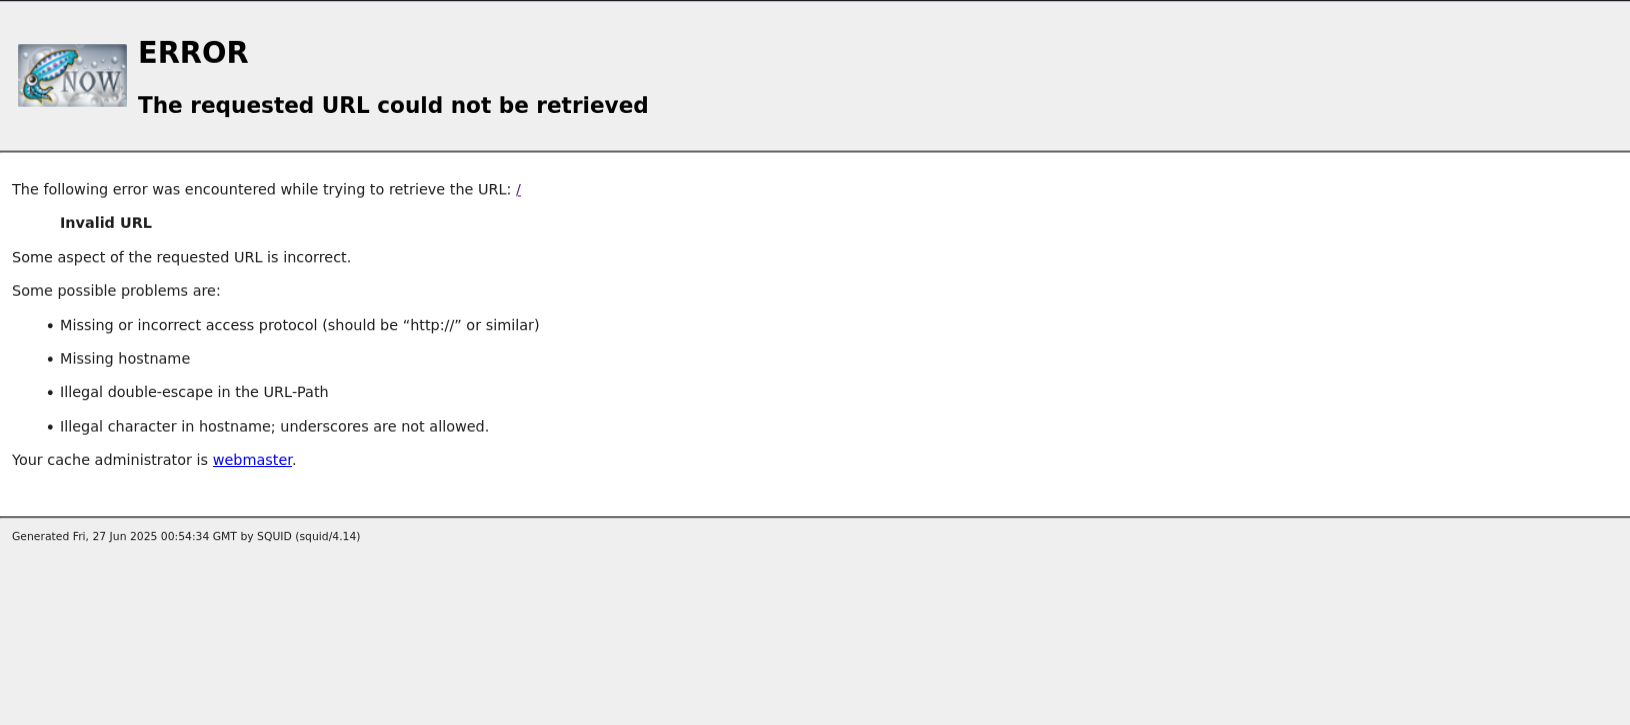 NOW
ERROR
The requested URL could not be retrieved
The following error was encountered while trying to retrieve the URL: /
Invalid URL
Some aspect of the requested URL is incorrect.
Some possible problems are:
• Missing or incorrect access protocol (should be “http://” or similar)
• Missing hostname
• Illegal double-escape in the URL-Path
• Illegal character in hostname; underscores are not allowed.
Your cache administrator is webmaster.
Generated Fri, 27 Jun 2025 00:54:34 GMT by SQUID (squid/4.14)